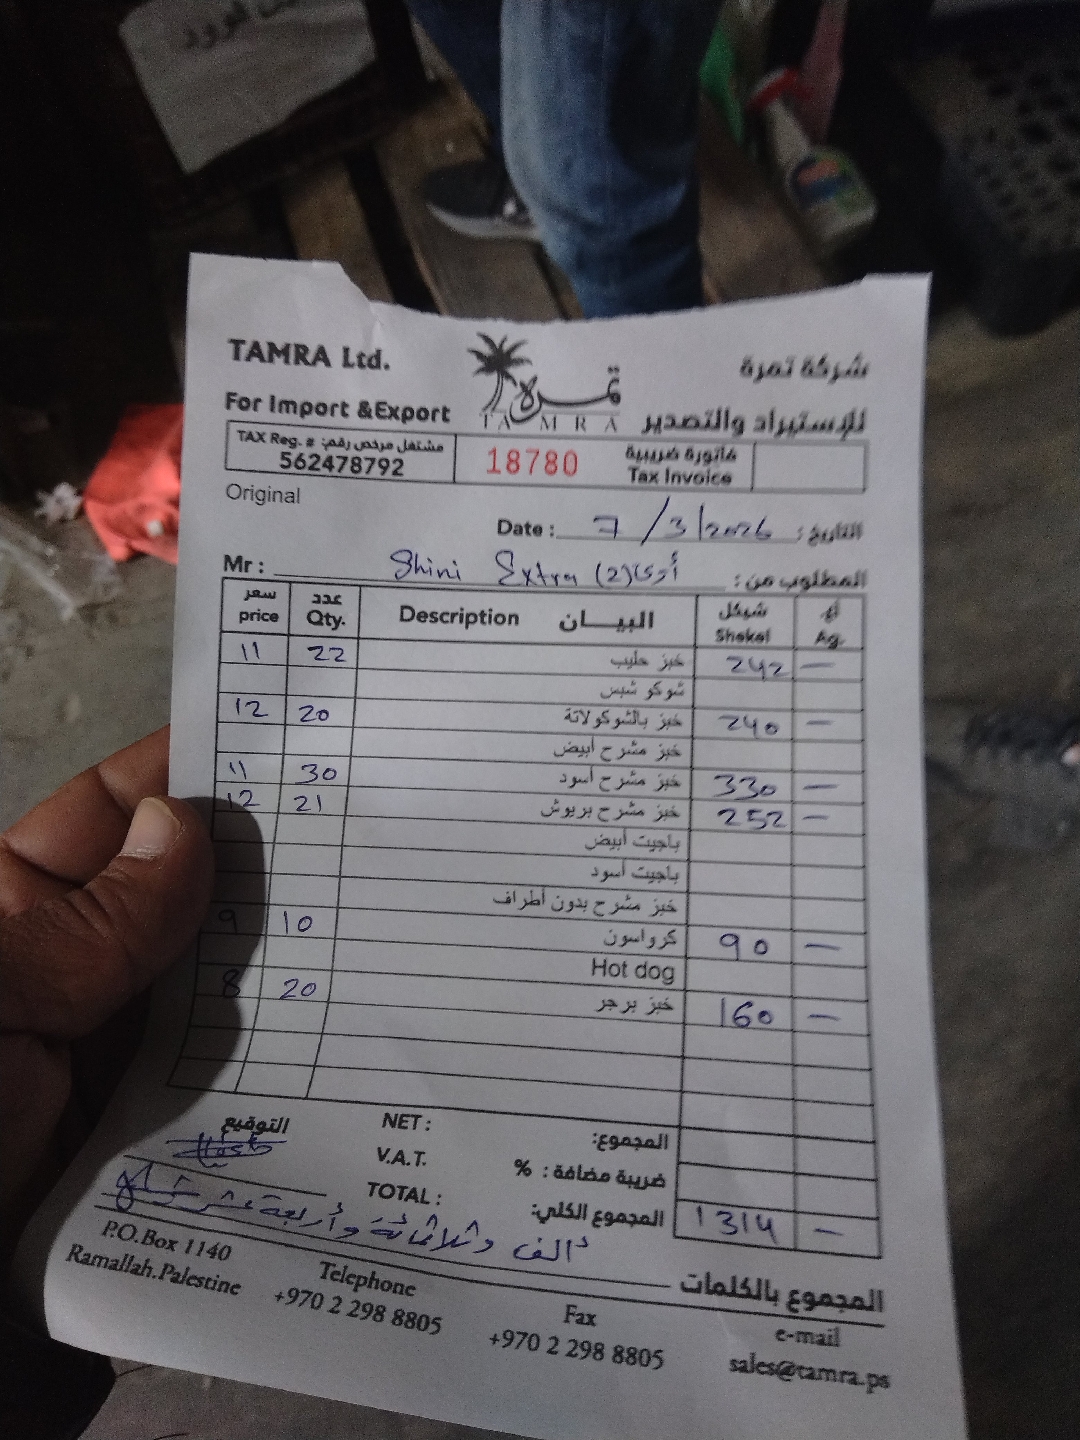 TAMRA Ltd.
شركة تمرة
For Import &Export
للإستيراد والتصدير
تمرة
TAMRA
TAX Reg. # مشتغل مرخص رقم:
562478792
18780
فاتورة ضريبية
Tax Invoice
Original
Date : 7/3/2026 التاريخ :
Mr : Shini Extra (2) المطلوب من :
سعر price عدد Qty. Description البيـــان شيكل Shekel أغ Ag.
11 22 خبز حليب 242 —
شوكو شبس
12 20 خبز بالشوكولاتة 240 —
خبز مشرح أبيض
11 30 خبز مشرح أسود 330 —
12 21 خبز مشرح بريوش 252 —
باجيت أبيض
باجيت أسود
خبز مشرح بدون أطراف
9 10 كرواسون 90 —
Hot dog
8 20 خبز برجر 160 —
التوقيع
NET : المجموع:
V.A.T. ضريبة مضافة : %
TOTAL : المجموع الكلي: 1314 —
ألف وثلاثمائة وأربعة عشر شيكل
المجموع بالكلمات
P.O.Box 1140
Ramallah.Palestine
Telephone
+970 2 298 8805
Fax
+970 2 298 8805
e-mail
sales@tamra.ps